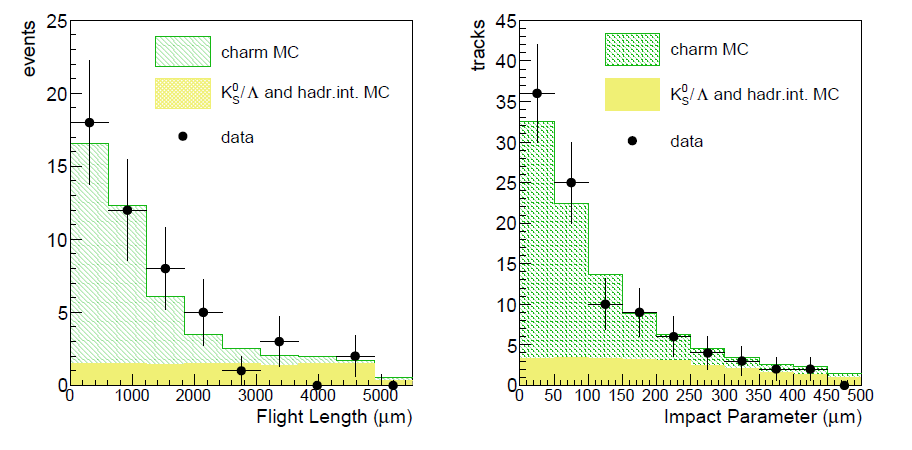 events
25
20
15
10
5
0
charm MC
K⁰S/Λ and hadr.int. MC
data
0 1000 2000 3000 4000 5000
Flight Length (μm)
tracks
45
40
35
30
25
20
15
10
5
0
charm MC
K⁰S/Λ and hadr.int. MC
data
0 50 100 150 200 250 300 350 400 450 500
Impact Parameter (μm)